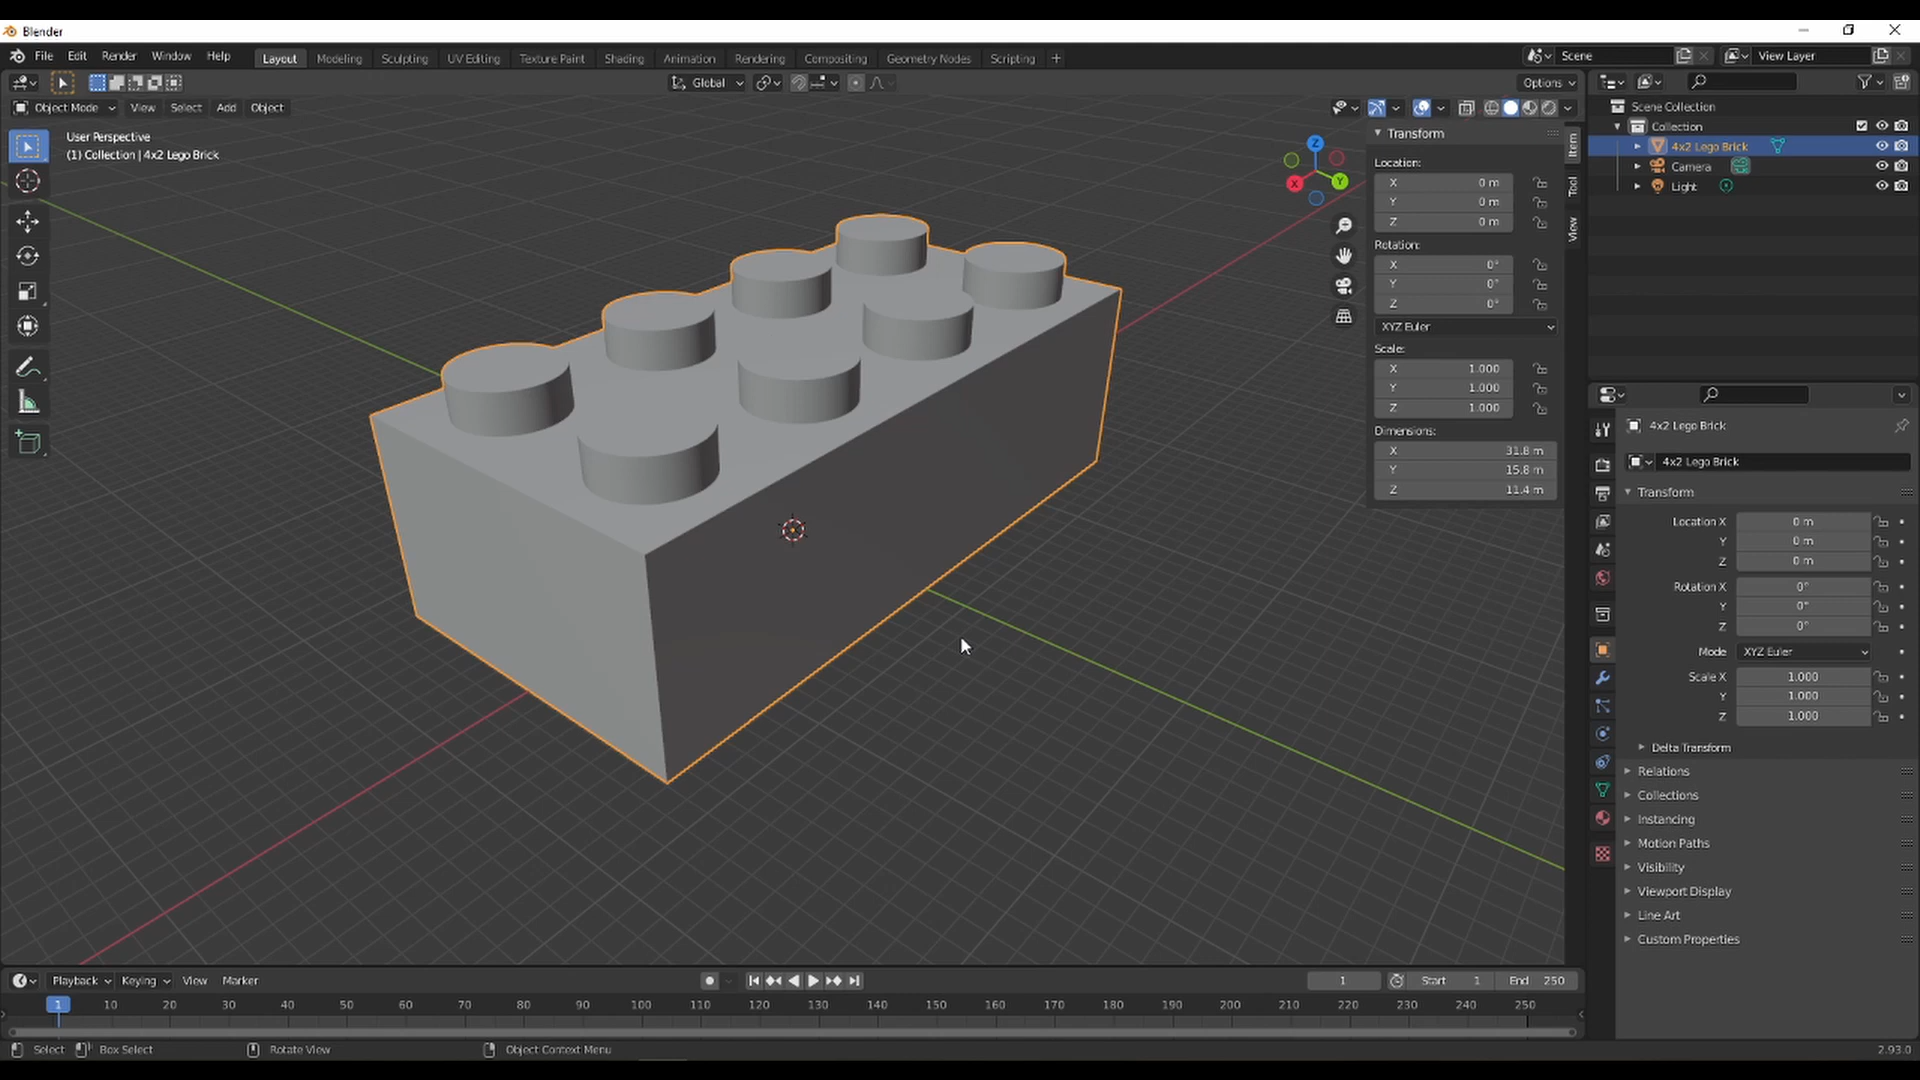 Blender
File Edit Render Window Help Layout Modeling Sculpting UV Editing Texture Paint Shading Animation Rendering Compositing Geometry Nodes Scripting + Scene View Layer
Global Options
Object Mode View Select Add Object
User Perspective
(1) Collection | 4x2 Lego Brick
Z
Y
X
Transform
Location:
X 0 m
Y 0 m
Z 0 m
Rotation:
X 0°
Y 0°
Z 0°
XYZ Euler
Scale:
X 1.000
Y 1.000
Z 1.000
Dimensions:
X 31.8 m
Y 15.8 m
Z 11.4 m
Item
Tool
View
Scene Collection
Collection
4x2 Lego Brick
Camera
Light
4x2 Lego Brick
4x2 Lego Brick
Transform
Location X 0 m
Y 0 m
Z 0 m
Rotation X 0°
Y 0°
Z 0°
Mode XYZ Euler
Scale X 1.000
Y 1.000
Z 1.000
Delta Transform
Relations
Collections
Instancing
Motion Paths
Visibility
Viewport Display
Line Art
Custom Properties
Playback Keying View Marker 1 Start 1 End 250
1 10 20 30 40 50 60 70 80 90 100 110 120 130 140 150 160 170 180 190 200 210 220 230 240 250
Select Box Select Rotate View Object Context Menu 2.93.0